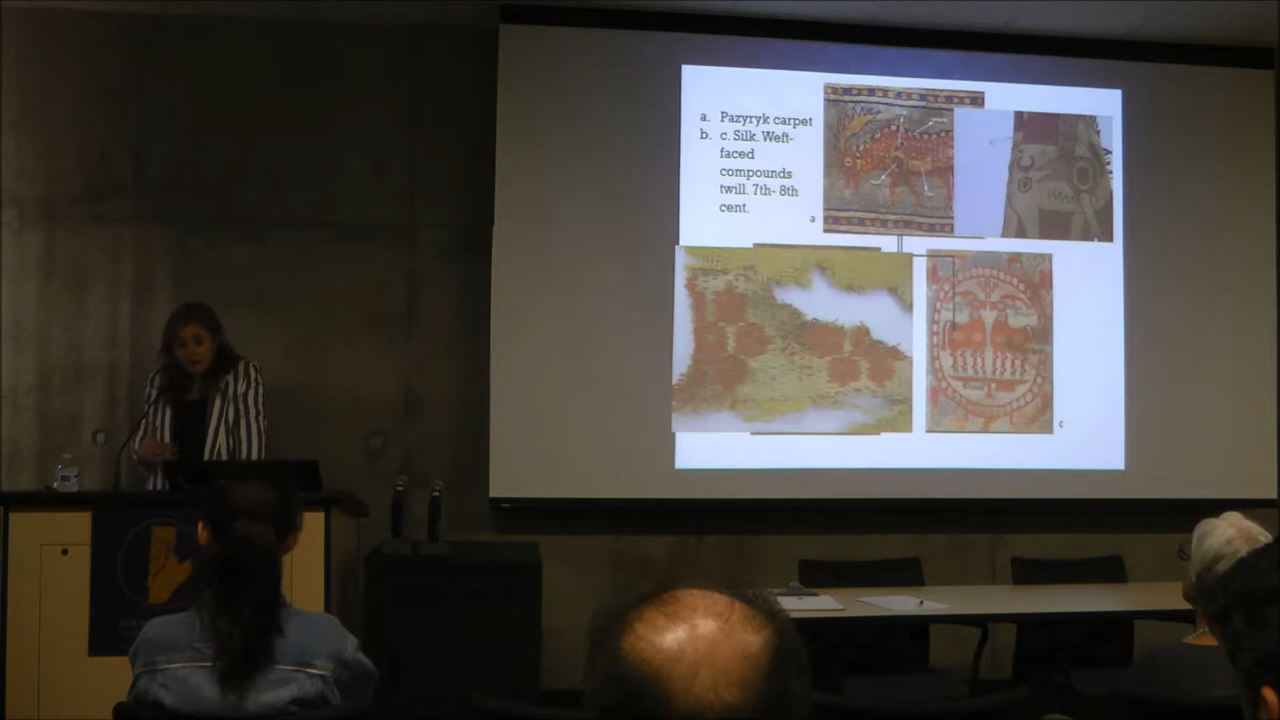 a. Pazyryk carpet
b. c. Silk. Weft-
faced
compounds
twill. 7th- 8th
cent.
a
c